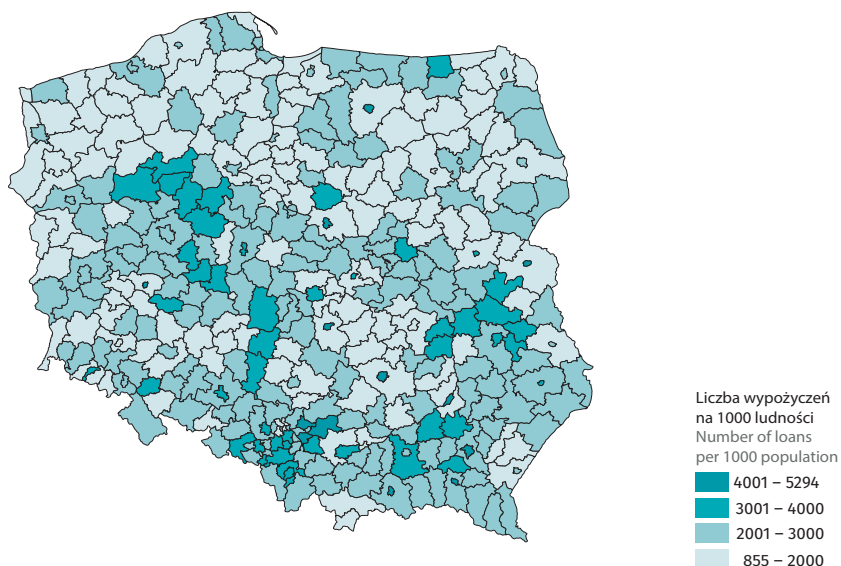 Liczba wypożyczeń
na 1000 ludności
Number of loans
per 1000 population
4001 – 5294
3001 – 4000
2001 – 3000
855 – 2000